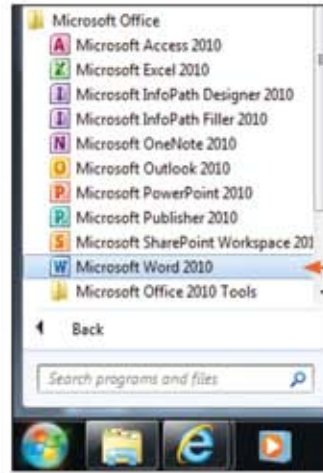 Microsoft Office
Microsoft Access 2010
Microsoft Excel 2010
Microsoft InfoPath Designer 2010
Microsoft InfoPath Filler 2010
Microsoft OneNote 2010
Microsoft Outlook 2010
Microsoft PowerPoint 2010
Microsoft Publisher 2010
Microsoft SharePoint Workspace 201
Microsoft Word 2010
Microsoft Office 2010 Tools
Back
Search programs and files